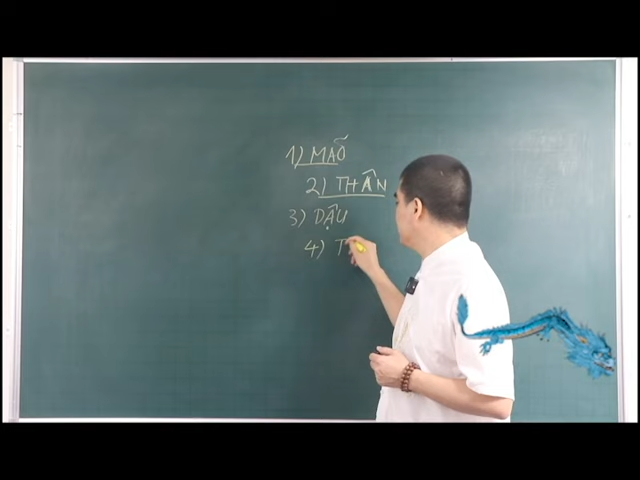 1) MÃO
2) THÂN
3) DẬU
4) T